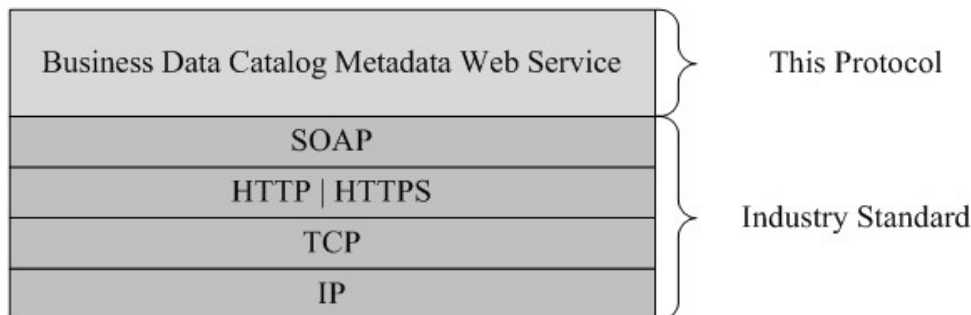 Business Data Catalog Metadata Web Service
This Protocol
SOAP
HTTP | HTTPS
TCP
IP
Industry Standard